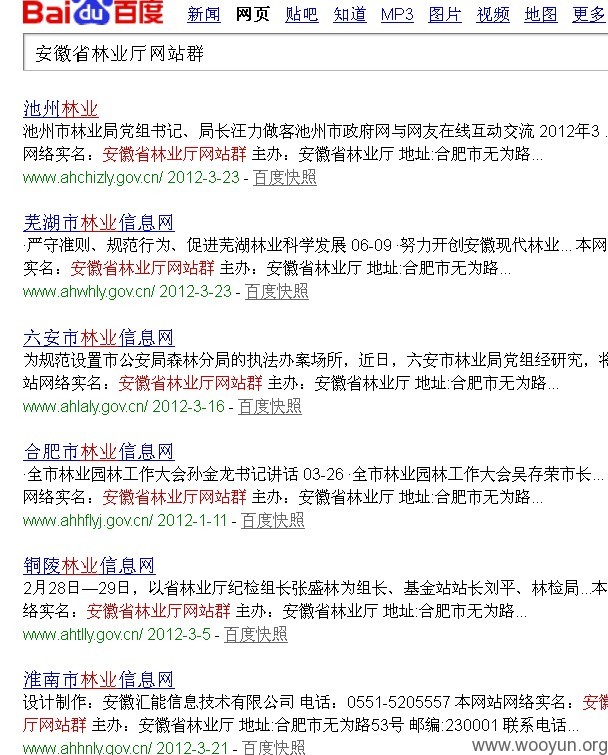 Bai du 百度 新闻 网页 贴吧 知道 MP3 图片 视频 地图 更多
安徽省林业厅网站群
池州林业
池州市林业局党组书记、局长汪力做客池州市政府网与网友在线互动交流 2012年3 .
网络实名：安徽省林业厅网站群 主办：安徽省林业厅 地址:合肥市无为路...
www.ahchizly.gov.cn/ 2012-3-23 - 百度快照
芜湖市林业信息网
·严守准则、规范行为、促进芜湖林业科学发展 06-09 ·努力开创安徽现代林业... 本网
实名：安徽省林业厅网站群 主办：安徽省林业厅 地址:合肥市无为路...
www.ahwhly.gov.cn/ 2012-3-23 - 百度快照
六安市林业信息网
为规范设置市公安局森林分局的执法办案场所，近日，六安市林业局党组经研究，将
站网络实名：安徽省林业厅网站群 主办：安徽省林业厅 地址:合肥市无为路...
www.ahlaly.gov.cn/ 2012-3-16 - 百度快照
合肥市林业信息网
·全市林业园林工作大会孙金龙书记讲话 03-26 ·全市林业园林工作大会吴存荣市长...
网络实名：安徽省林业厅网站群 主办：安徽省林业厅 地址:合肥市无为路...
www.ahhflyj.gov.cn/ 2012-1-11 - 百度快照
铜陵林业信息网
2月28日—29日，以省林业厅纪检组长张盛林为组长、基金站站长刘平、林检局...本
络实名：安徽省林业厅网站群 主办：安徽省林业厅 地址:合肥市无为路...
www.ahtlly.gov.cn/ 2012-3-5 - 百度快照
淮南市林业信息网
设计制作：安徽汇能信息技术有限公司 电话：0551-5205557 本网站网络实名：安徽
厅网站群 主办：安徽省林业厅 地址:合肥市无为路53号 邮编:230001 联系电话...
www.ahhnly.gov.cn/ 2012-3-21 - 百度快照
www.wooyun.org